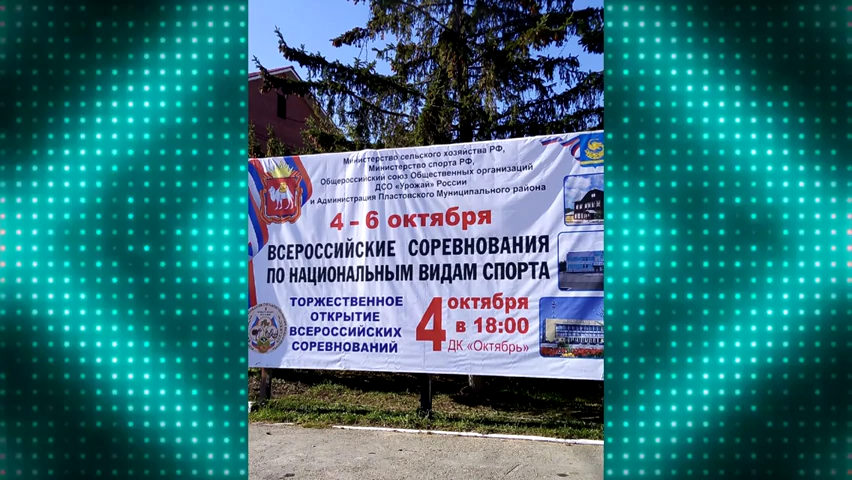 Министерство сельского хозяйства РФ,
Министерство спорта РФ,
Общероссийский союз Общественных организаций
ДСО «Урожай» России
и Администрация Пластовского Муниципального района
4 – 6 октября
ВСЕРОССИЙСКИЕ СОРЕВНОВАНИЯ
ПО НАЦИОНАЛЬНЫМ ВИДАМ СПОРТА
ТОРЖЕСТВЕННОЕ
ОТКРЫТИЕ
ВСЕРОССИЙСКИХ
СОРЕВНОВАНИЙ
4 октября
в 18:00
ДК «Октябрь»